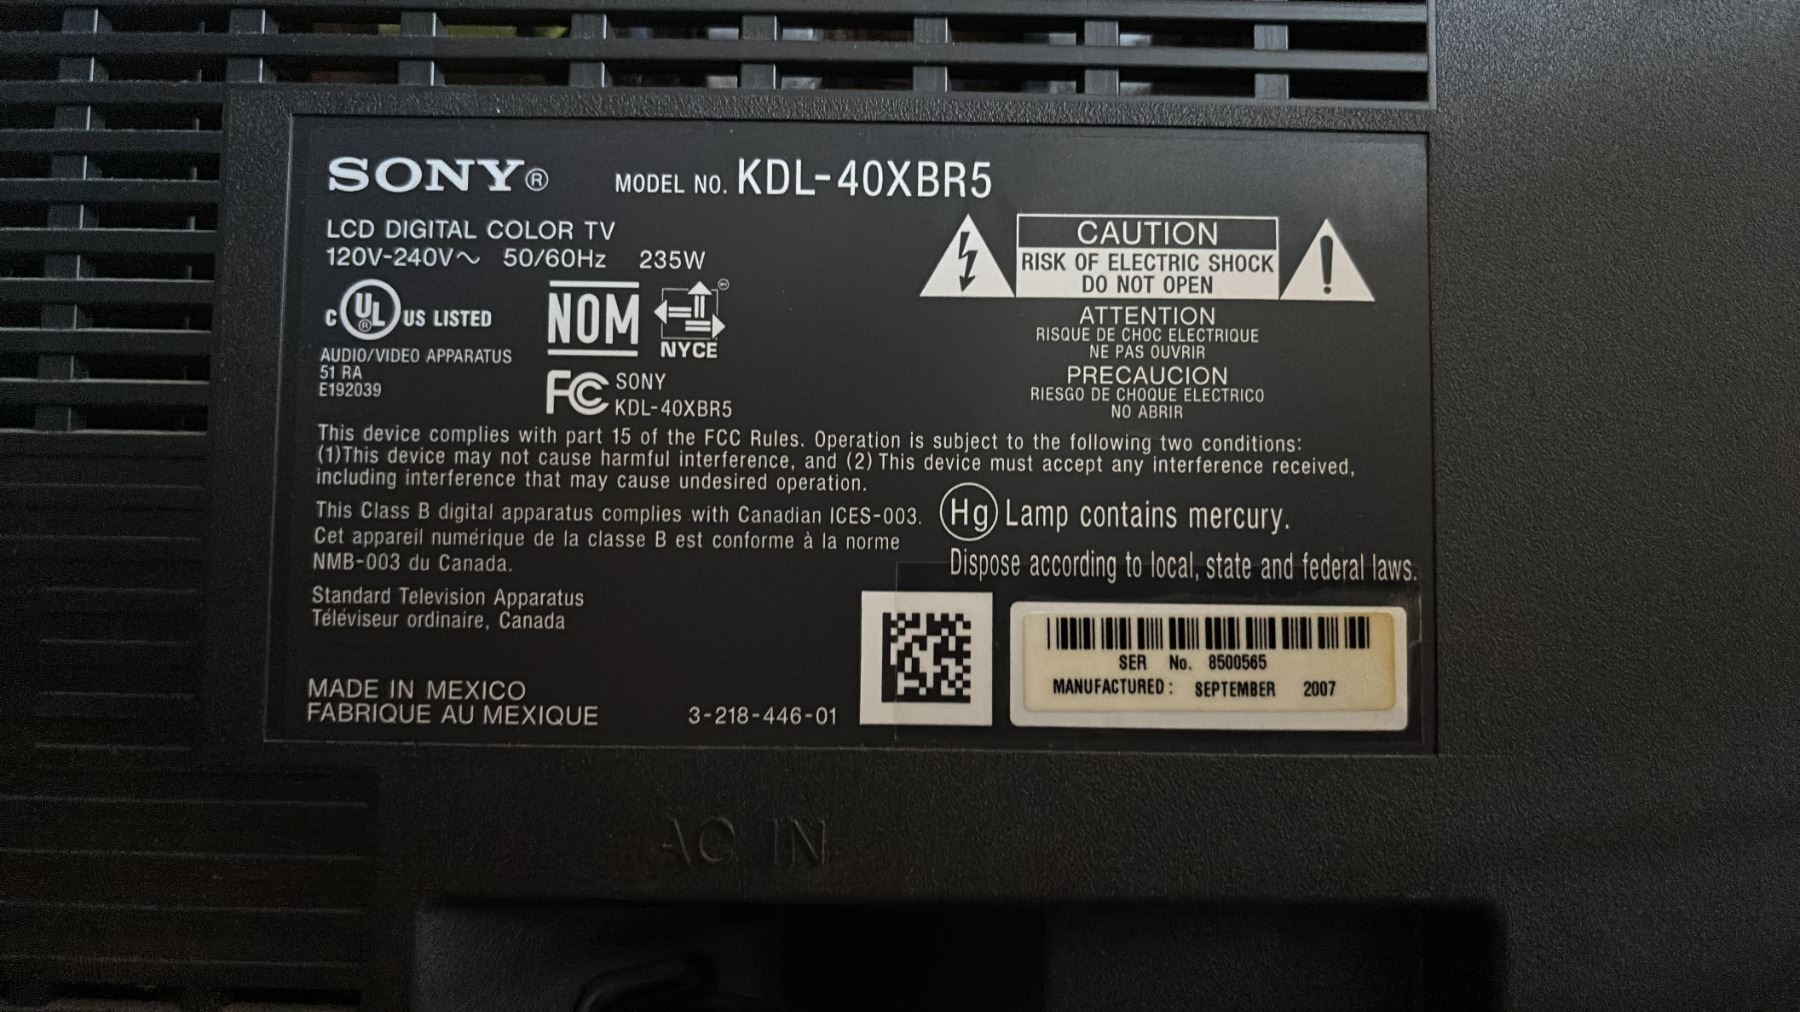 SONY® MODEL NO. KDL-40XBR5
LCD DIGITAL COLOR TV
120V-240V~ 50/60Hz 235W
C UL ® US LISTED
AUDIO/VIDEO APPARATUS
51 RA
E192039
NOM
NYCE
FC SONY
KDL-40XBR5
CAUTION
RISK OF ELECTRIC SHOCK
DO NOT OPEN
ATTENTION
RISQUE DE CHOC ELECTRIQUE
NE PAS OUVRIR
PRECAUCION
RIESGO DE CHOQUE ELECTRICO
NO ABRIR
This device complies with part 15 of the FCC Rules. Operation is subject to the following two conditions:
(1)This device may not cause harmful interference, and (2) This device must accept any interference received,
including interference that may cause undesired operation.
This Class B digital apparatus complies with Canadian ICES-003.
Cet appareil numérique de la classe B est conforme à la norme
NMB-003 du Canada.
Hg Lamp contains mercury.
Dispose according to local, state and federal laws.
Standard Television Apparatus
Téléviseur ordinaire, Canada
MADE IN MEXICO
FABRIQUE AU MEXIQUE
3-218-446-01
SER No. 8500565
MANUFACTURED: SEPTEMBER 2007
AC IN